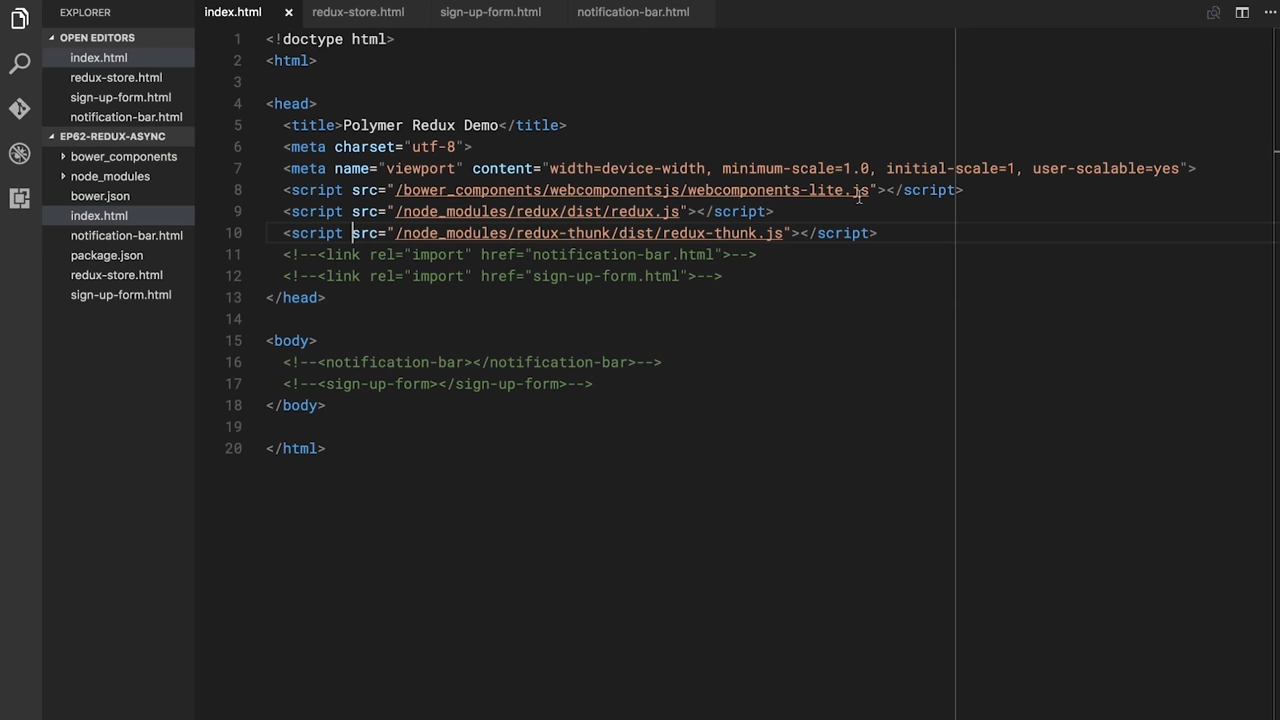 EXPLORER
OPEN EDITORS
index.html
redux-store.html
sign-up-form.html
notification-bar.html
EP62-REDUX-ASYNC
bower_components
node_modules
bower.json
index.html
notification-bar.html
package.json
redux-store.html
sign-up-form.html
index.html × redux-store.html sign-up-form.html notification-bar.html
1 <!doctype html>
2 <html>
3
4 <head>
5 <title>Polymer Redux Demo</title>
6 <meta charset="utf-8">
7 <meta name="viewport" content="width=device-width, minimum-scale=1.0, initial-scale=1, user-scalable=yes">
8 <script src="/bower_components/webcomponentsjs/webcomponents-lite.js"></script>
9 <script src="/node_modules/redux/dist/redux.js"></script>
10 <script src="/node_modules/redux-thunk/dist/redux-thunk.js"></script>
11 <!--<link rel="import" href="notification-bar.html">-->
12 <!--<link rel="import" href="sign-up-form.html">-->
13 </head>
14
15 <body>
16 <!--<notification-bar></notification-bar>-->
17 <!--<sign-up-form></sign-up-form>-->
18 </body>
19
20 </html>